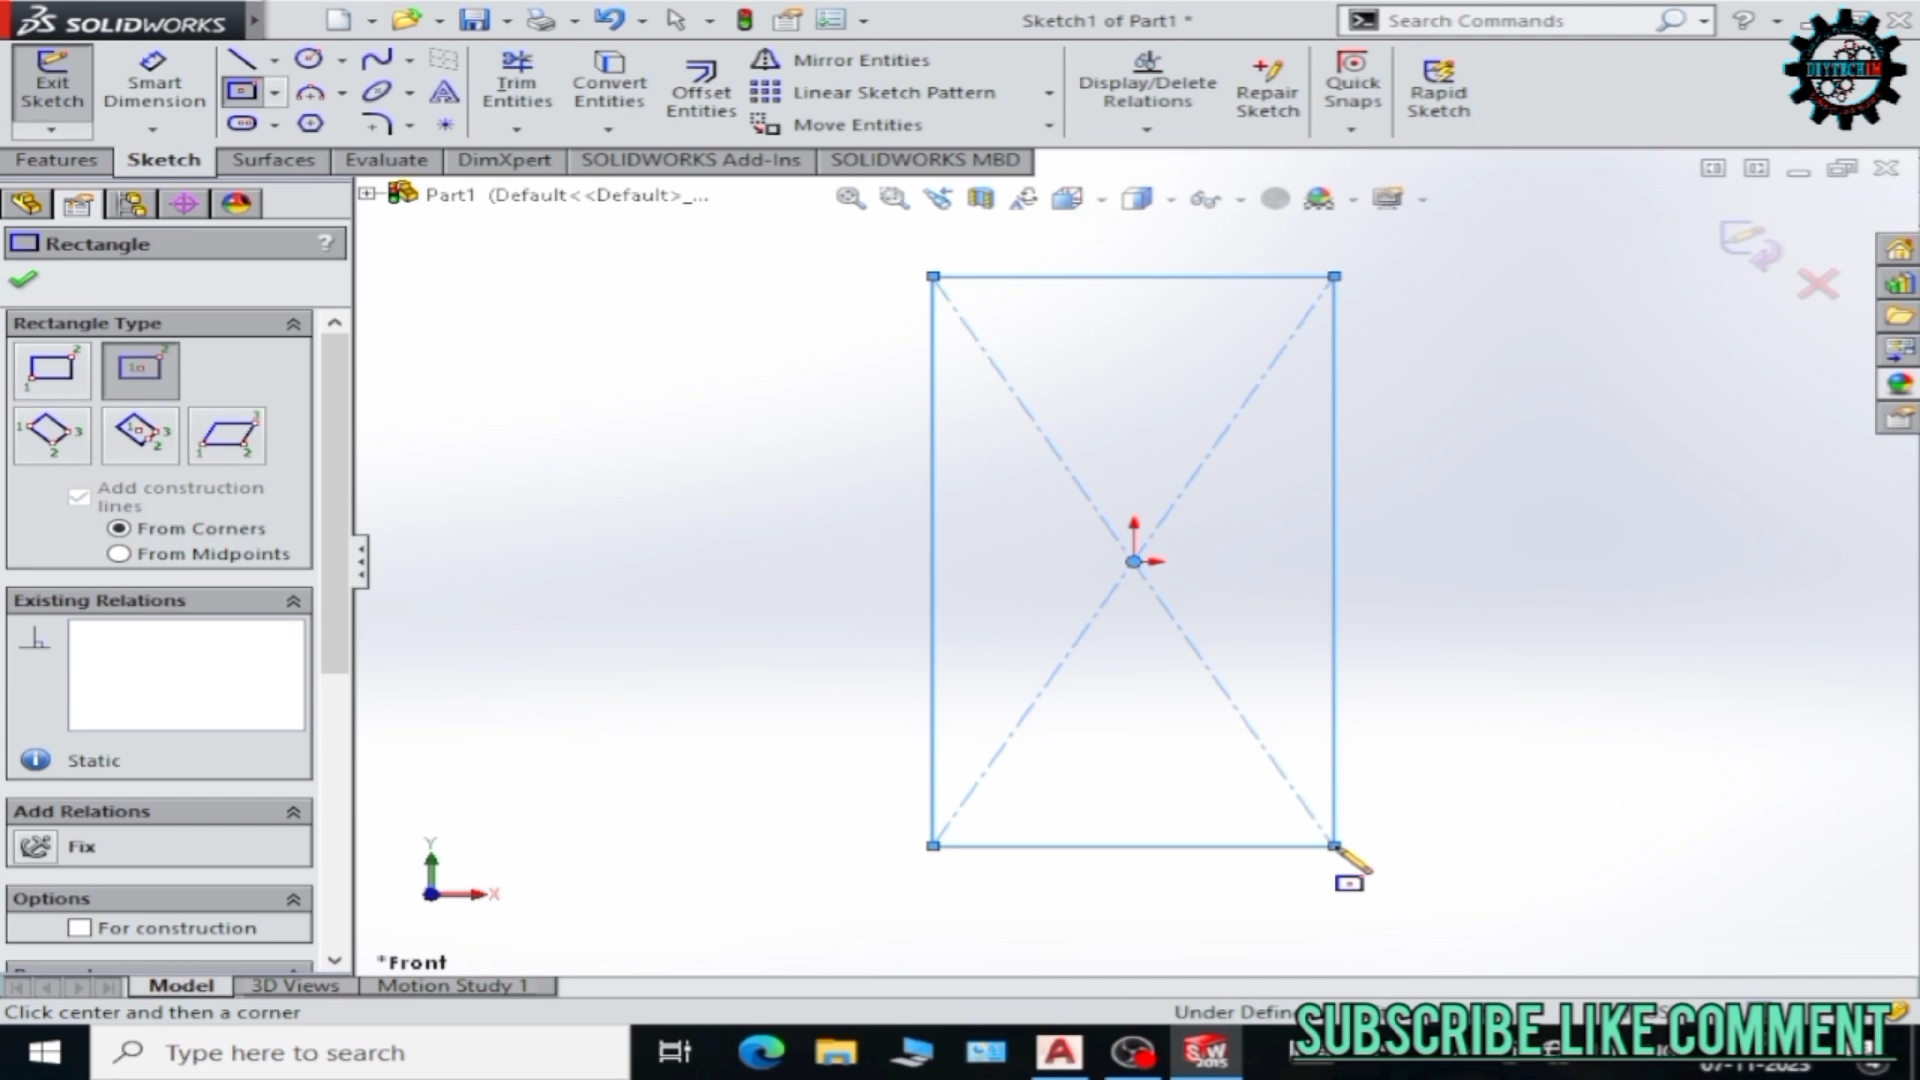 SOLIDWORKS
Sketch1 of Part1 *
Search Commands
DIYTECHIM
Exit Sketch
Smart Dimension
Trim Entities
Convert Entities
Offset Entities
Mirror Entities
Linear Sketch Pattern
Move Entities
Display/Delete Relations
Repair Sketch
Quick Snaps
Rapid Sketch
Features
Sketch
Surfaces
Evaluate
DimXpert
SOLIDWORKS Add-Ins
SOLIDWORKS MBD
Part1 (Default<<Default>_...
Rectangle
?
Rectangle Type
Add construction lines
From Corners
From Midpoints
Existing Relations
Static
Add Relations
Fix
Options
For construction
Y
X
*Front
Model
3D Views
Motion Study 1
Click center and then a corner
Under Defin
SUBSCRIBE LIKE COMMENT
Type here to search
07-11-2023